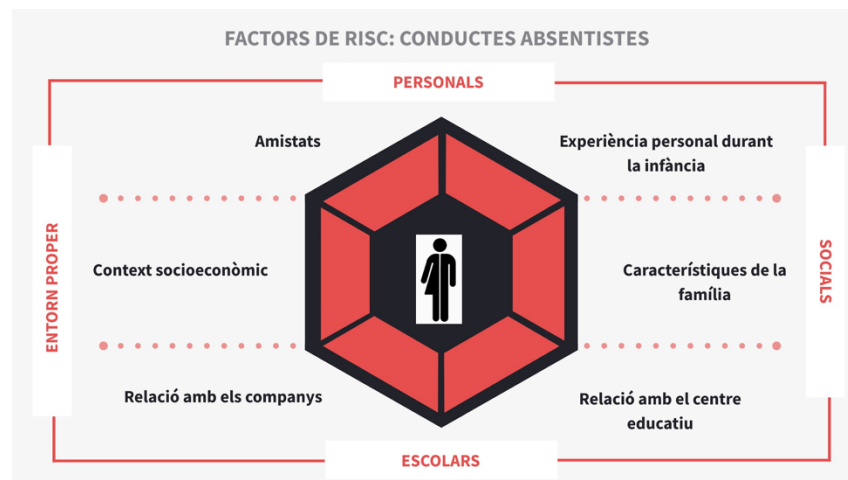 FACTORS DE RISC: CONDUCTES ABSENTISTES
PERSONALS
Amistats
Experiència personal durant
la infància
ENTORN PROPER
Context socioeconòmic
Característiques de la
família
SOCIALS
Relació amb els companys
Relació amb el centre
educatiu
ESCOLARS